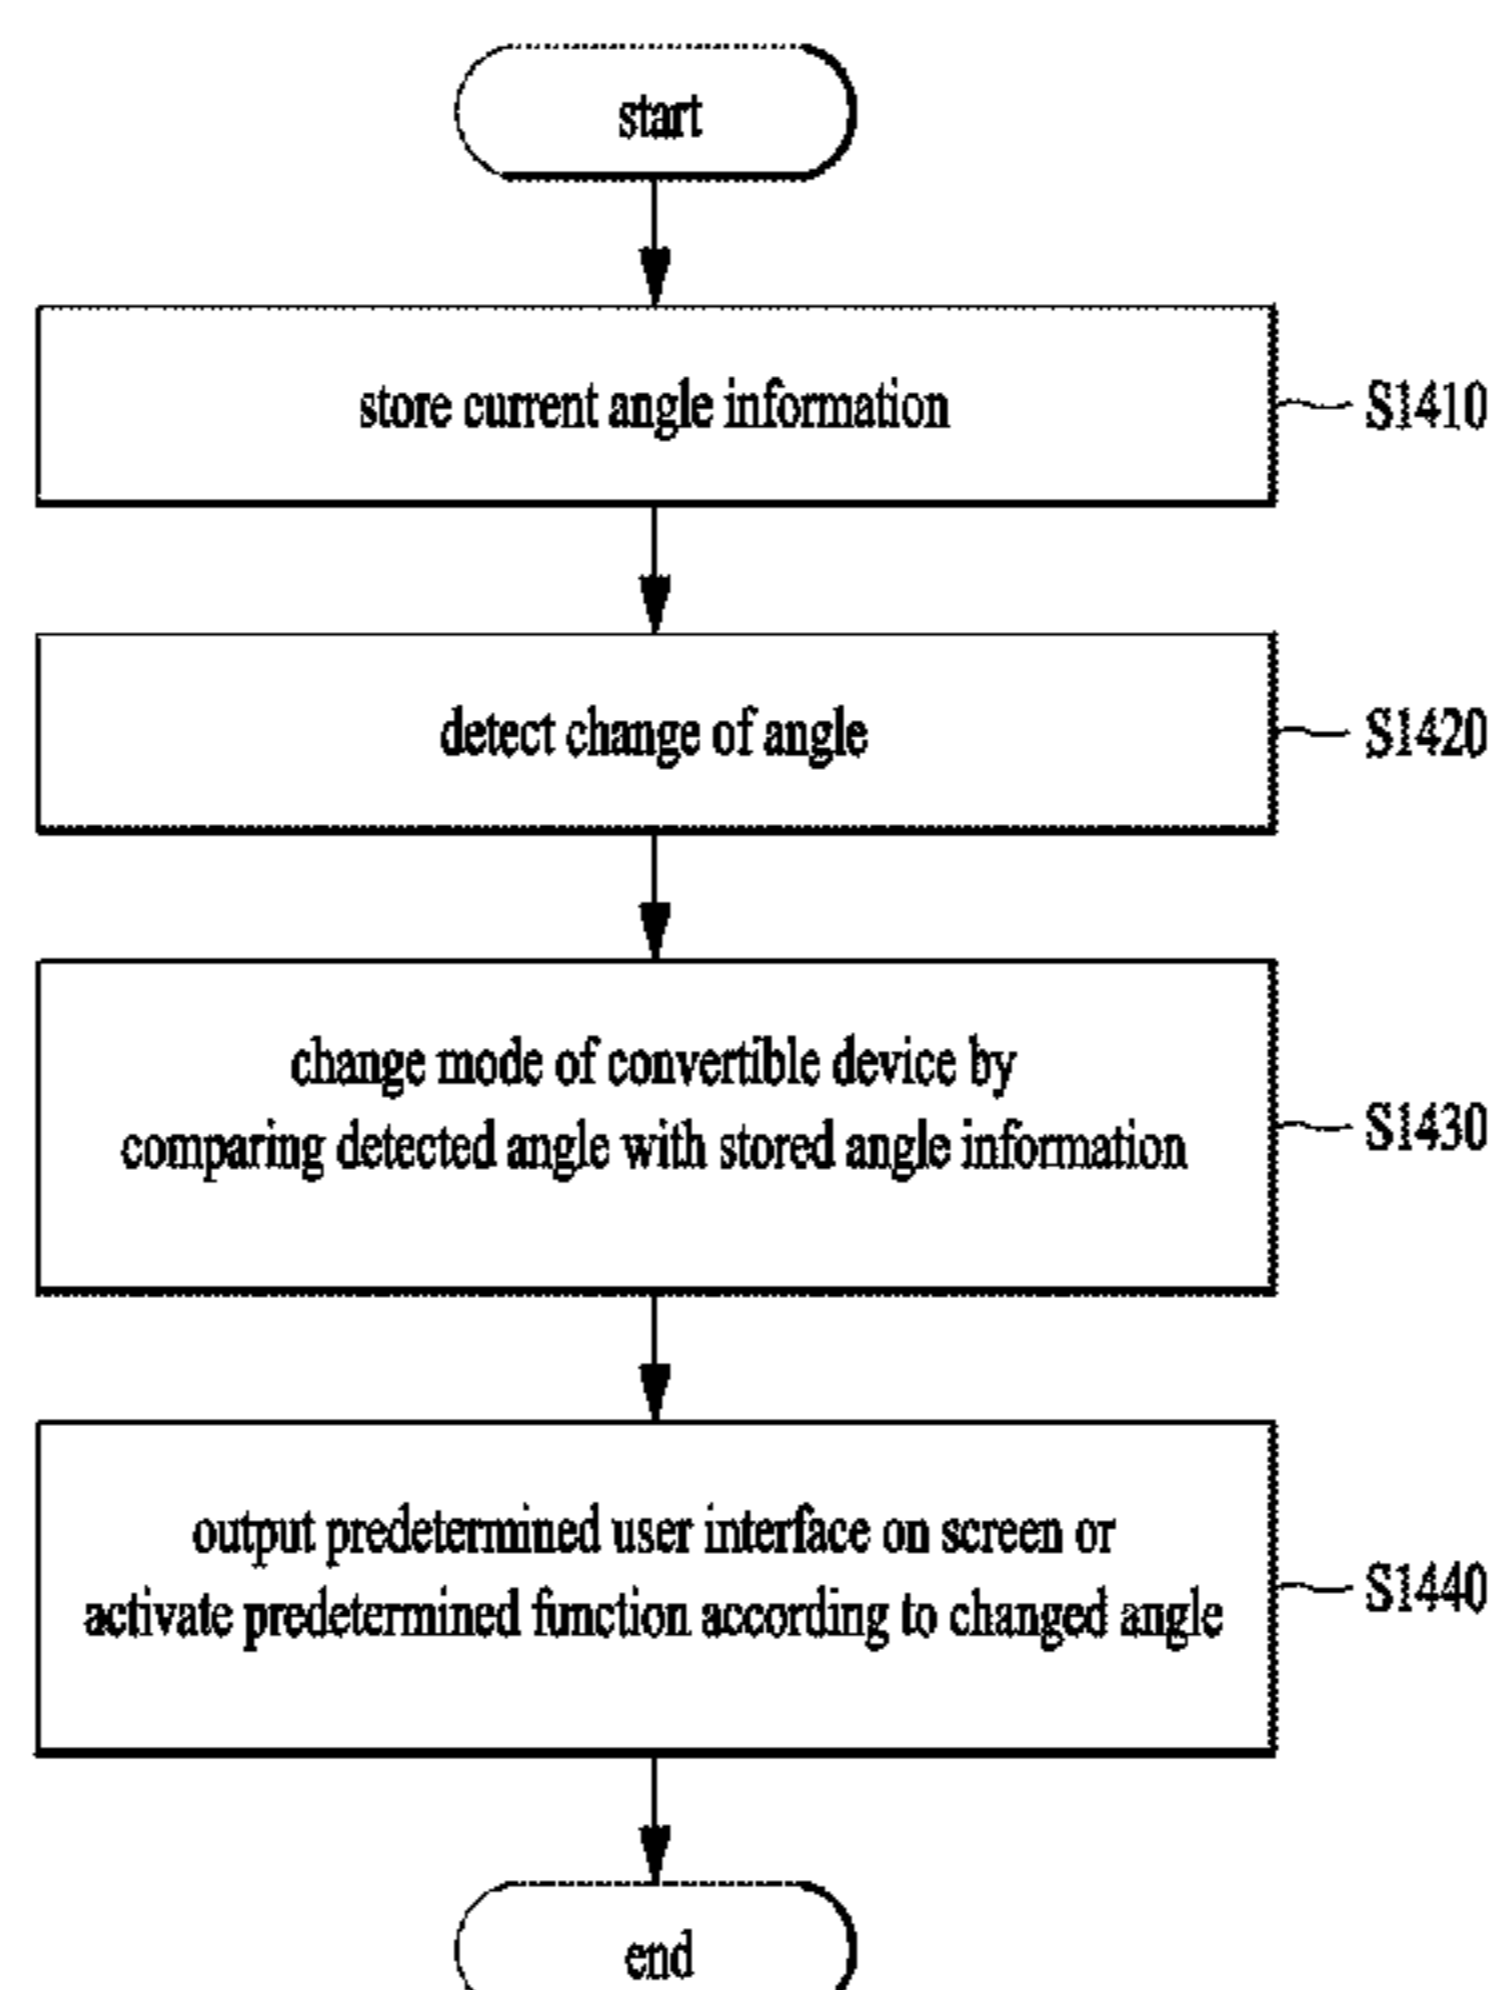 start
store current angle information
S1410
detect change of angle
S1420
change mode of convertible device by
comparing detected angle with stored angle information
S1430
output predetermined user interface on screen or
activate predetermined function according to changed angle
S1440
end